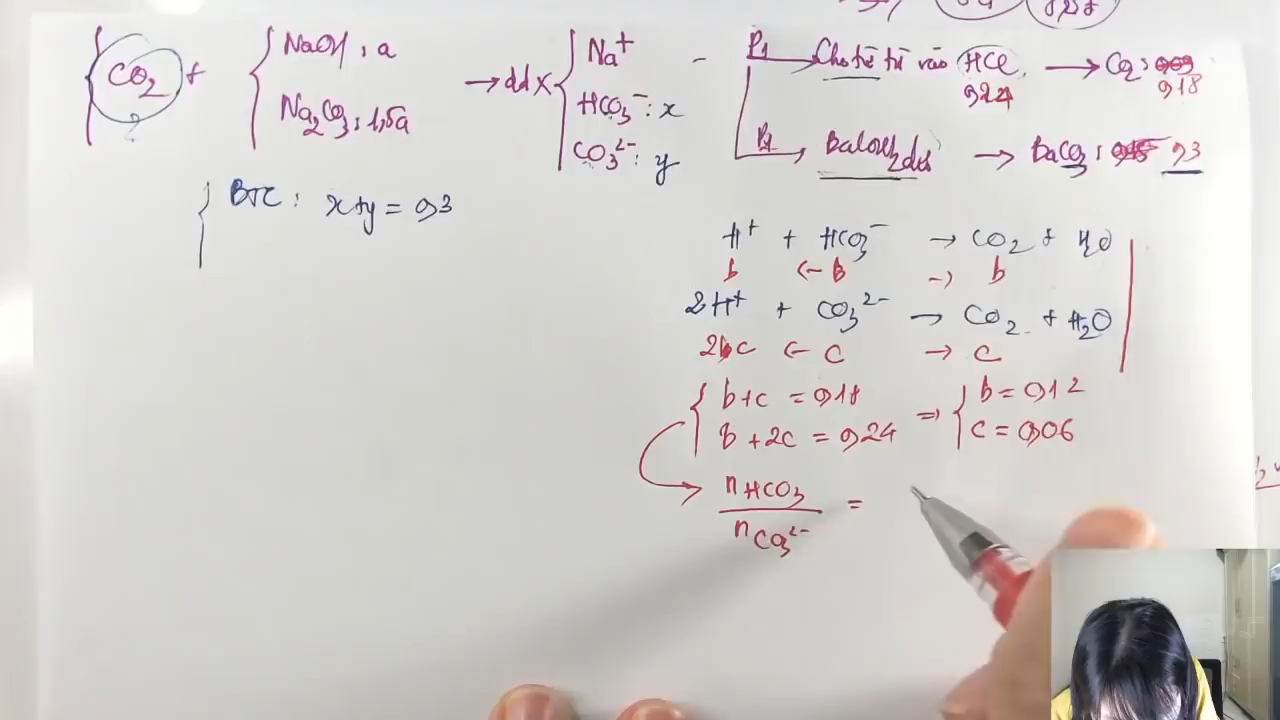 CO2 + NaOH : a → dd X Na+ P1 Cho từ từ vào HCl → CO2 : 0,18
0,24
Na2CO3 : 1,5a HCO3- : x
CO3 2- : y Ba(OH)2 dư → BaCO3 : 0,3
?
BTC : x+y = 0,3
H+ + HCO3- → CO2 + H2O
b ← b → b
2H+ + CO3 2- → CO2 + H2O
2c ← c → c
b+c = 0,18 ⇒ b = 0,12
b + 2c = 0,24 c = 0,06
nHCO3 / nCO3 2- =